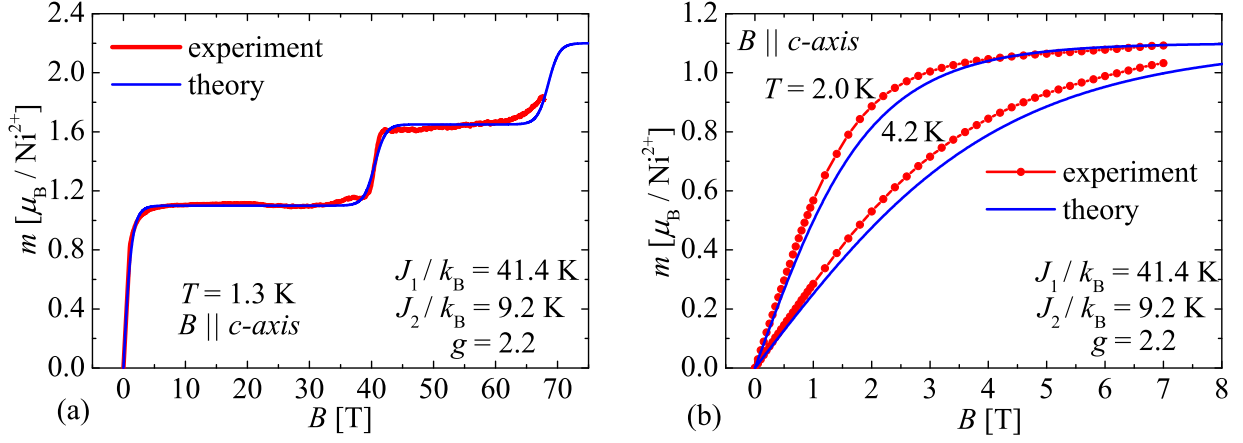 2.4
2.0
1.6
1.2
0.8
0.4
0.0
m [μB / Ni2+]
experiment
theory
T = 1.3 K
B || c-axis
J1 / kB = 41.4 K
J2 / kB = 9.2 K
g = 2.2
0 10 20 30 40 50 60 70
(a)
B [T]
1.2
1.0
0.8
0.6
0.4
0.2
0.0
m [μB / Ni2+]
B || c-axis
T = 2.0 K
4.2 K
experiment
theory
J1 / kB = 41.4 K
J2 / kB = 9.2 K
g = 2.2
0 1 2 3 4 5 6 7 8
(b)
B [T]